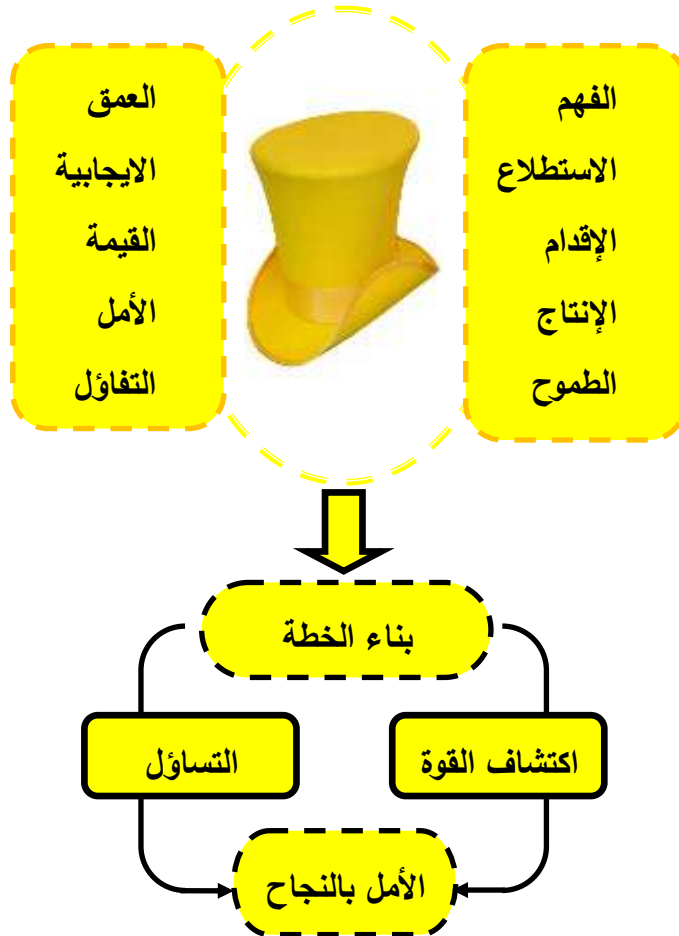 الفهم
الاستطلاع
الإقدام
الإنتاج
الطموح
العمق
الايجابية
القيمة
الأمل
التفاؤل
بناء الخطة
اكتشاف القوة
التساؤل
الأمل بالنجاح